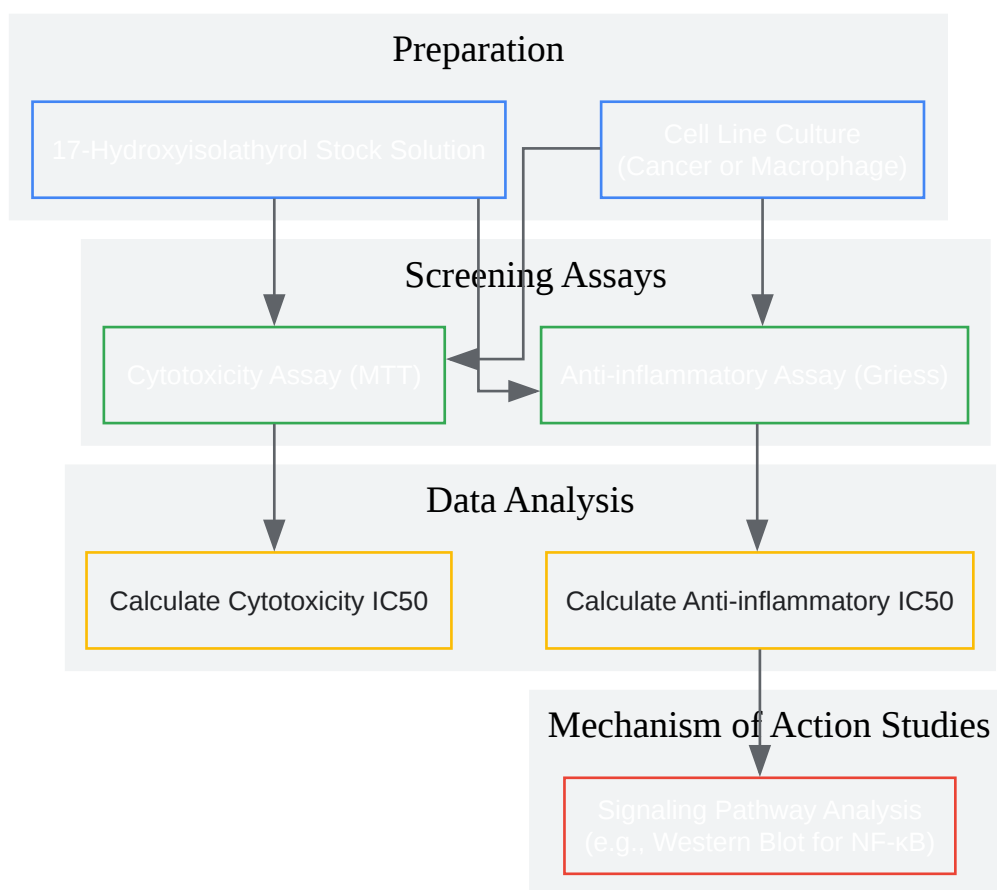 Preparation
17-Hydroxyisolathyrol Stock Solution
Cell Line Culture
(Cancer or Macrophage)
Screening Assays
Cytotoxicity Assay (MTT)
Anti-inflammatory Assay (Griess)
Data Analysis
Calculate Cytotoxicity IC50
Calculate Anti-inflammatory IC50
Mechanism of Action Studies
Signaling Pathway Analysis
(e.g., Western Blot for NF-κB)